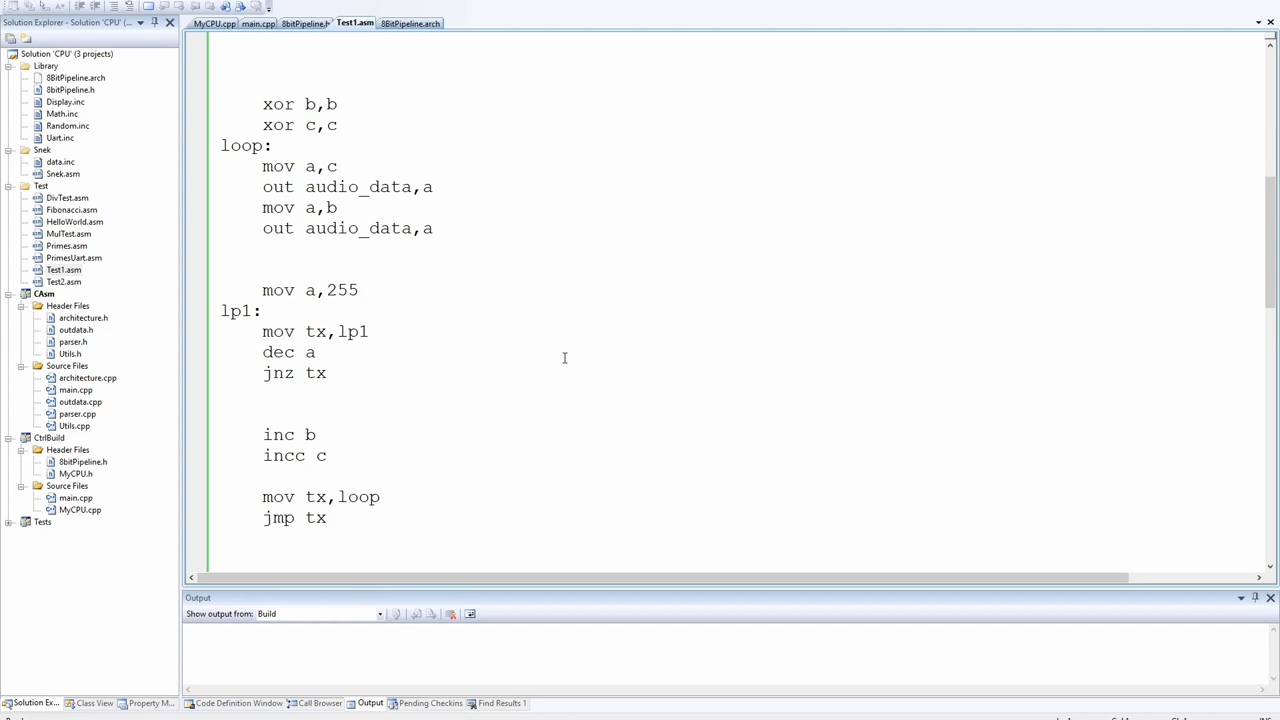 Solution Explorer - Solution 'CPU' (...
MyCPU.cpp main.cpp 8bitPipeline.h Test1.asm 8BitPipeline.arch
Solution 'CPU' (3 projects)
Library
8BitPipeline.arch
8bitPipeline.h
Display.inc
Math.inc
Random.inc
Uart.inc
Snek
data.inc
Snek.asm
Test
DivTest.asm
Fibonacci.asm
HelloWorld.asm
MulTest.asm
Primes.asm
PrimesUart.asm
Test1.asm
Test2.asm
CAsm
Header Files
architecture.h
outdata.h
parser.h
Utils.h
Source Files
architecture.cpp
main.cpp
outdata.cpp
parser.cpp
Utils.cpp
CtrlBuild
Header Files
8bitPipeline.h
MyCPU.h
Source Files
main.cpp
MyCPU.cpp
Tests
xor b,b
xor c,c
loop:
mov a,c
out audio_data,a
mov a,b
out audio_data,a
mov a,255
lp1:
mov tx,lp1
dec a
jnz tx
inc b
incc c
mov tx,loop
jmp tx
Output
Show output from: Build
Solution Ex... Class View Property M... Code Definition Window Call Browser Output Pending Checkins Find Results 1